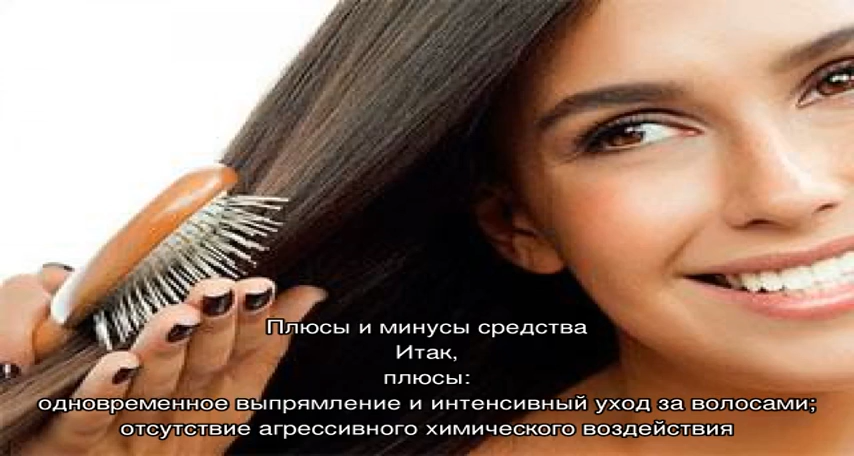 Плюсы и минусы средства
Итак,
плюсы:
одновременное выпрямление и интенсивный уход за волосами;
отсутствие агрессивного химического воздействия